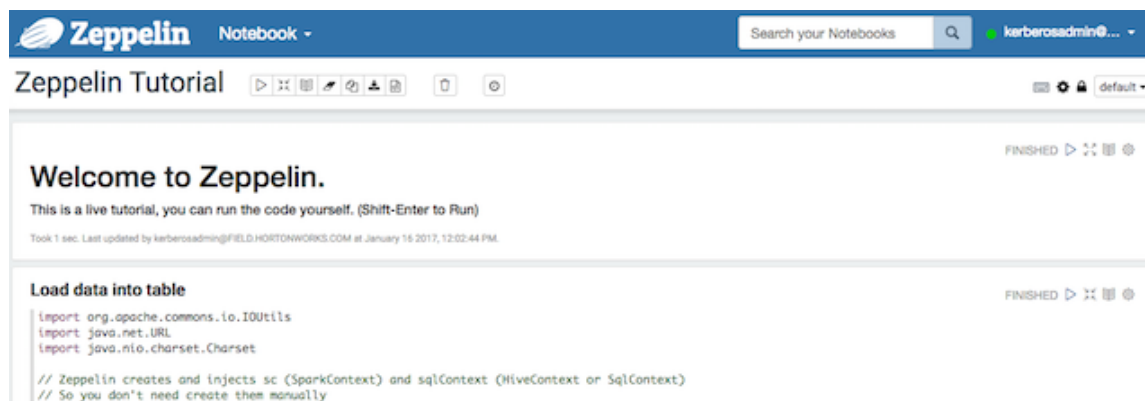 Zeppelin Notebook Search your Notebooks kerberosadmin@...
Zeppelin Tutorial default
FINISHED
Welcome to Zeppelin.
This is a live tutorial, you can run the code yourself. (Shift-Enter to Run)
Took 1 sec. Last updated by kerberosadmin@FIELD.HORTONWORKS.COM at January 16 2017, 12:02:44 PM.
Load data into table
FINISHED
import org.apache.commons.io.IOUtils
import java.net.URL
import java.nio.charset.Charset
// Zeppelin creates and injects sc (SparkContext) and sqlContext (HiveContext or SqlContext)
// So you don't need create them manually